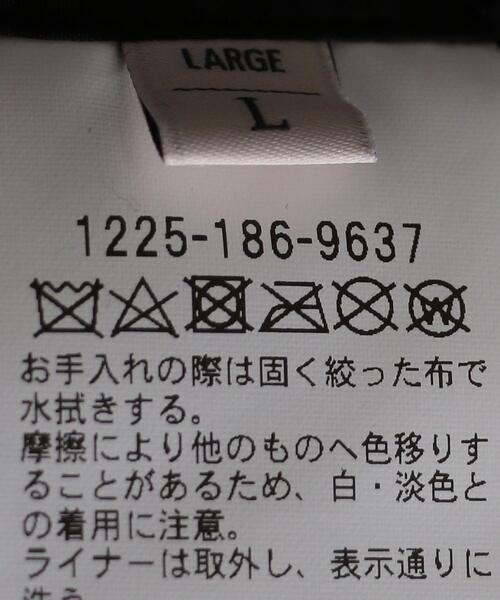 LARGE
L
1225-186-9637
お手入れの際は固く絞った布で
水拭きする。
摩擦により他のものへ色移りす
ることがあるため、白・淡色と
の着用に注意。
ライナーは取外し、表示通りに
洗う